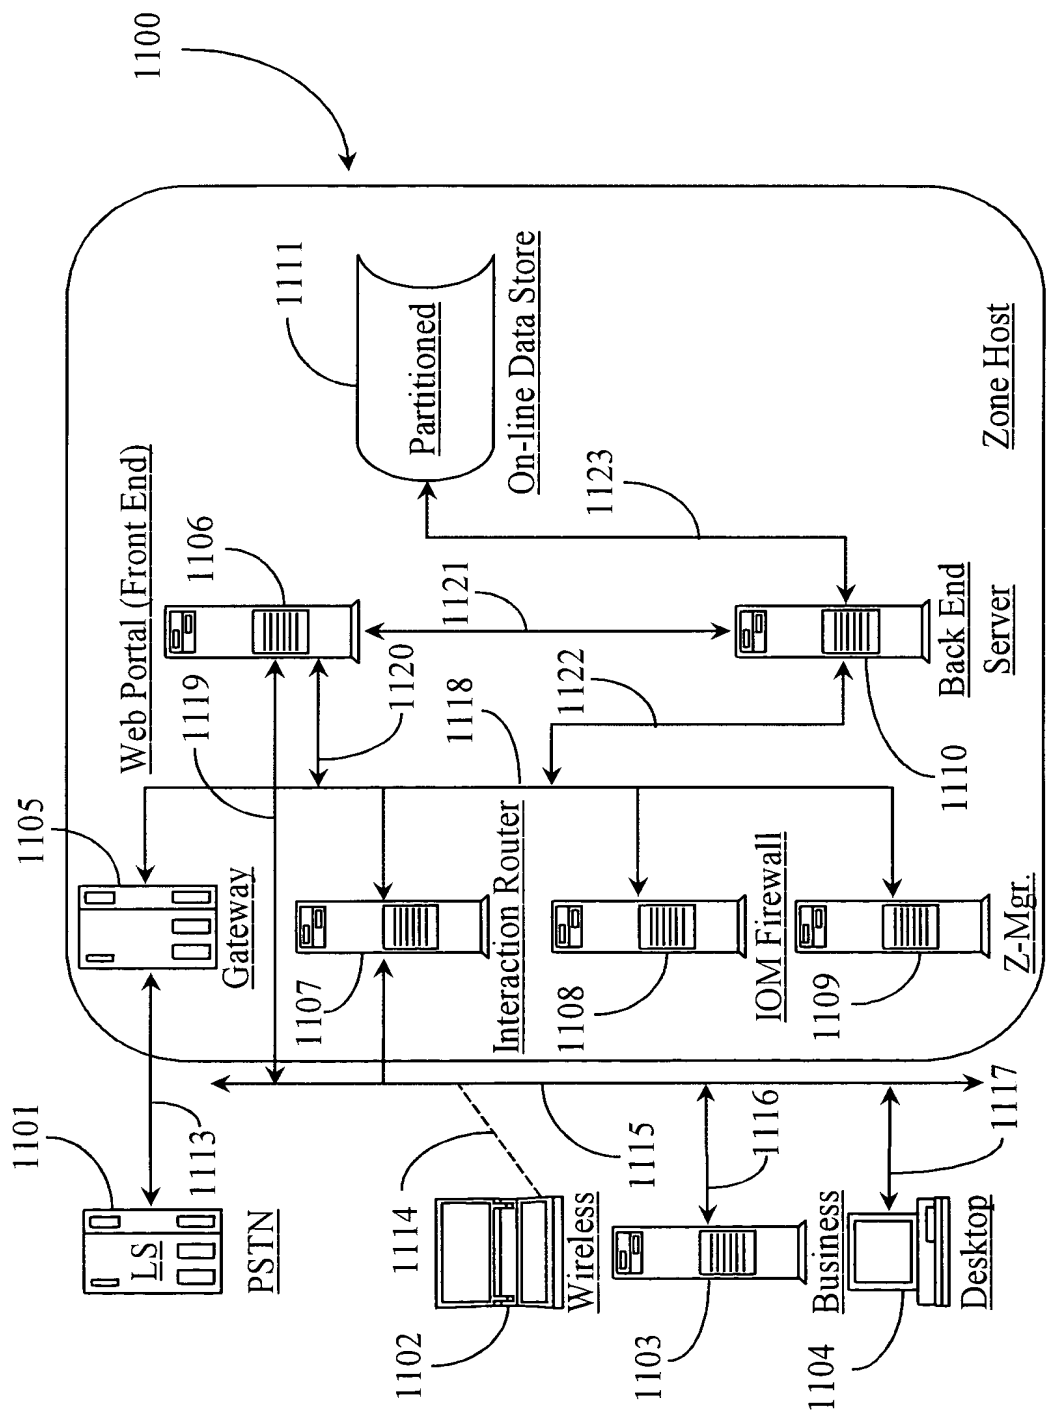 1100
1101
LS
PSTN
1113
1105
Gateway
Web Portal (Front End)
1106
1119
1120
1111
Partitioned
On-line Data Store
1121
1118
1122
1123
1107
Interaction Router
1108
IOM Firewall
1109
Z-Mgr.
1110
Back End
Server
Zone Host
1114
1102
Wireless
1115
1116
1103
Business
1117
1104
Desktop